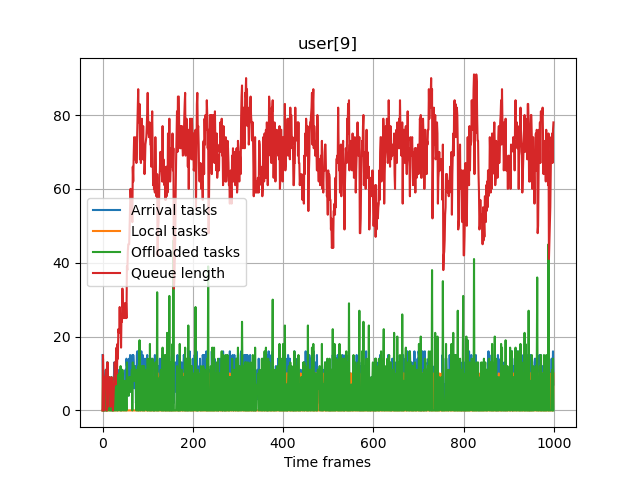 user[9]
80
60
40
20
0
Arrival tasks
Local tasks
Offloaded tasks
Queue length
0 200 400 600 800 1000
Time frames